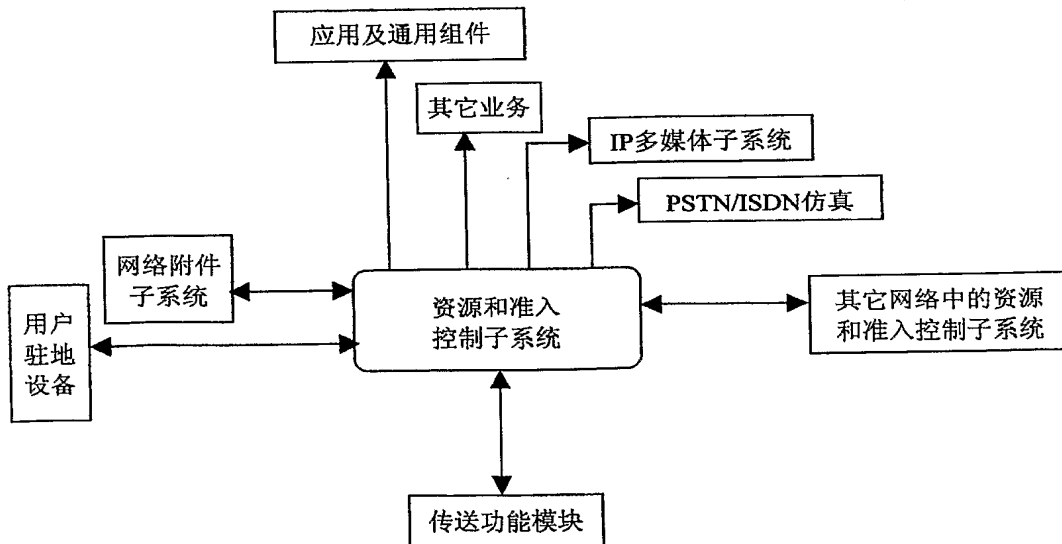 应用及通用组件
其它业务
IP多媒体子系统
PSTN/ISDN仿真
网络附件
子系统
用户
驻地
设备
资源和准入
控制子系统
其它网络中的资源
和准入控制子系统
传送功能模块